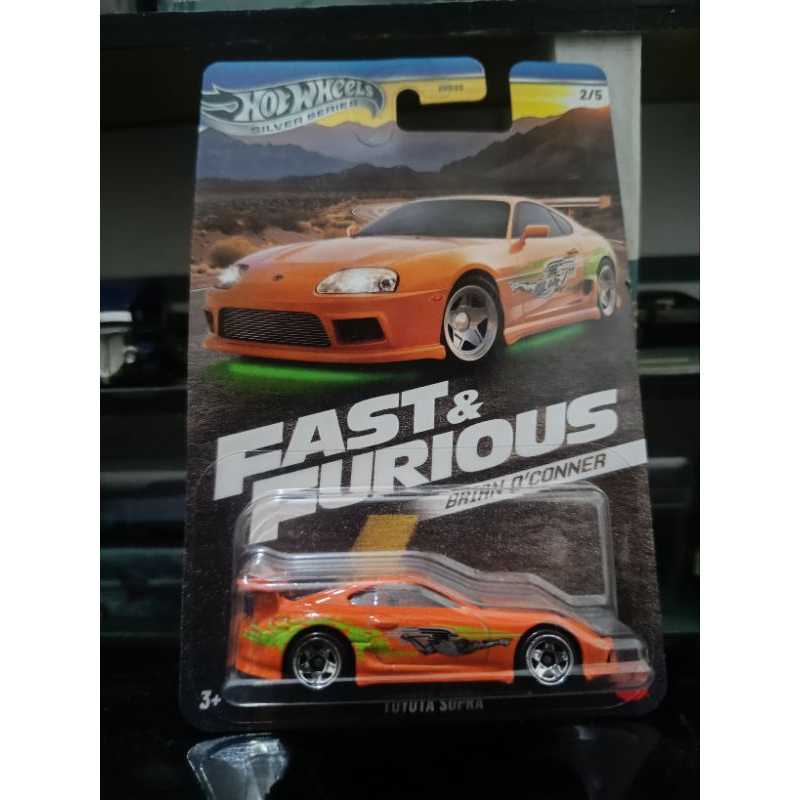 HOT WHEELS
SILVER SERIES
2/5
FAST &
FURIOUS
BRIAN O'CONNER
3+
TOYOTA SUPRA